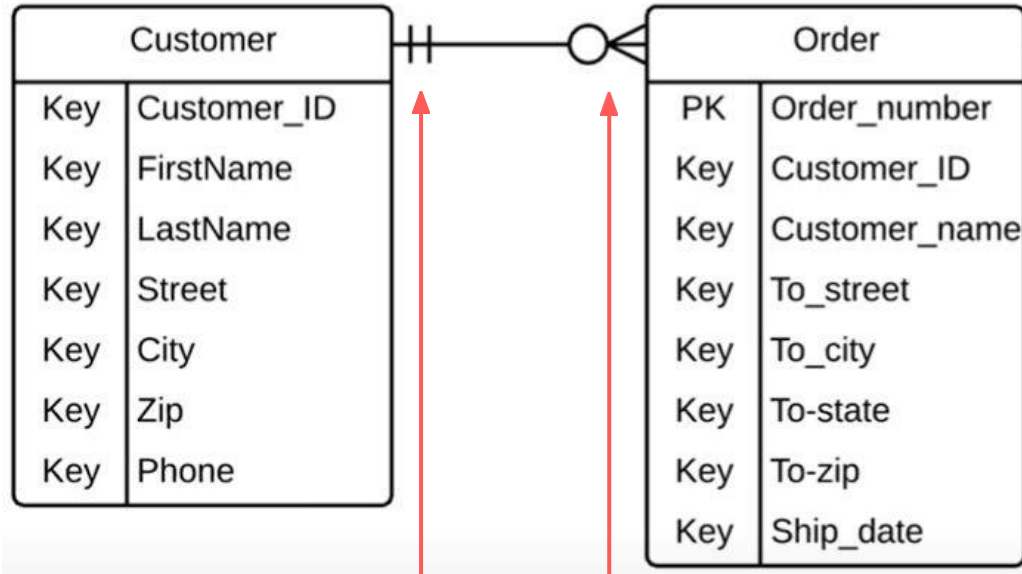 Customer
Key Customer_ID
Key FirstName
Key LastName
Key Street
Key City
Key Zip
Key Phone
Order
PK Order_number
Key Customer_ID
Key Customer_name
Key To_street
Key To_city
Key To-state
Key To-zip
Key Ship_date